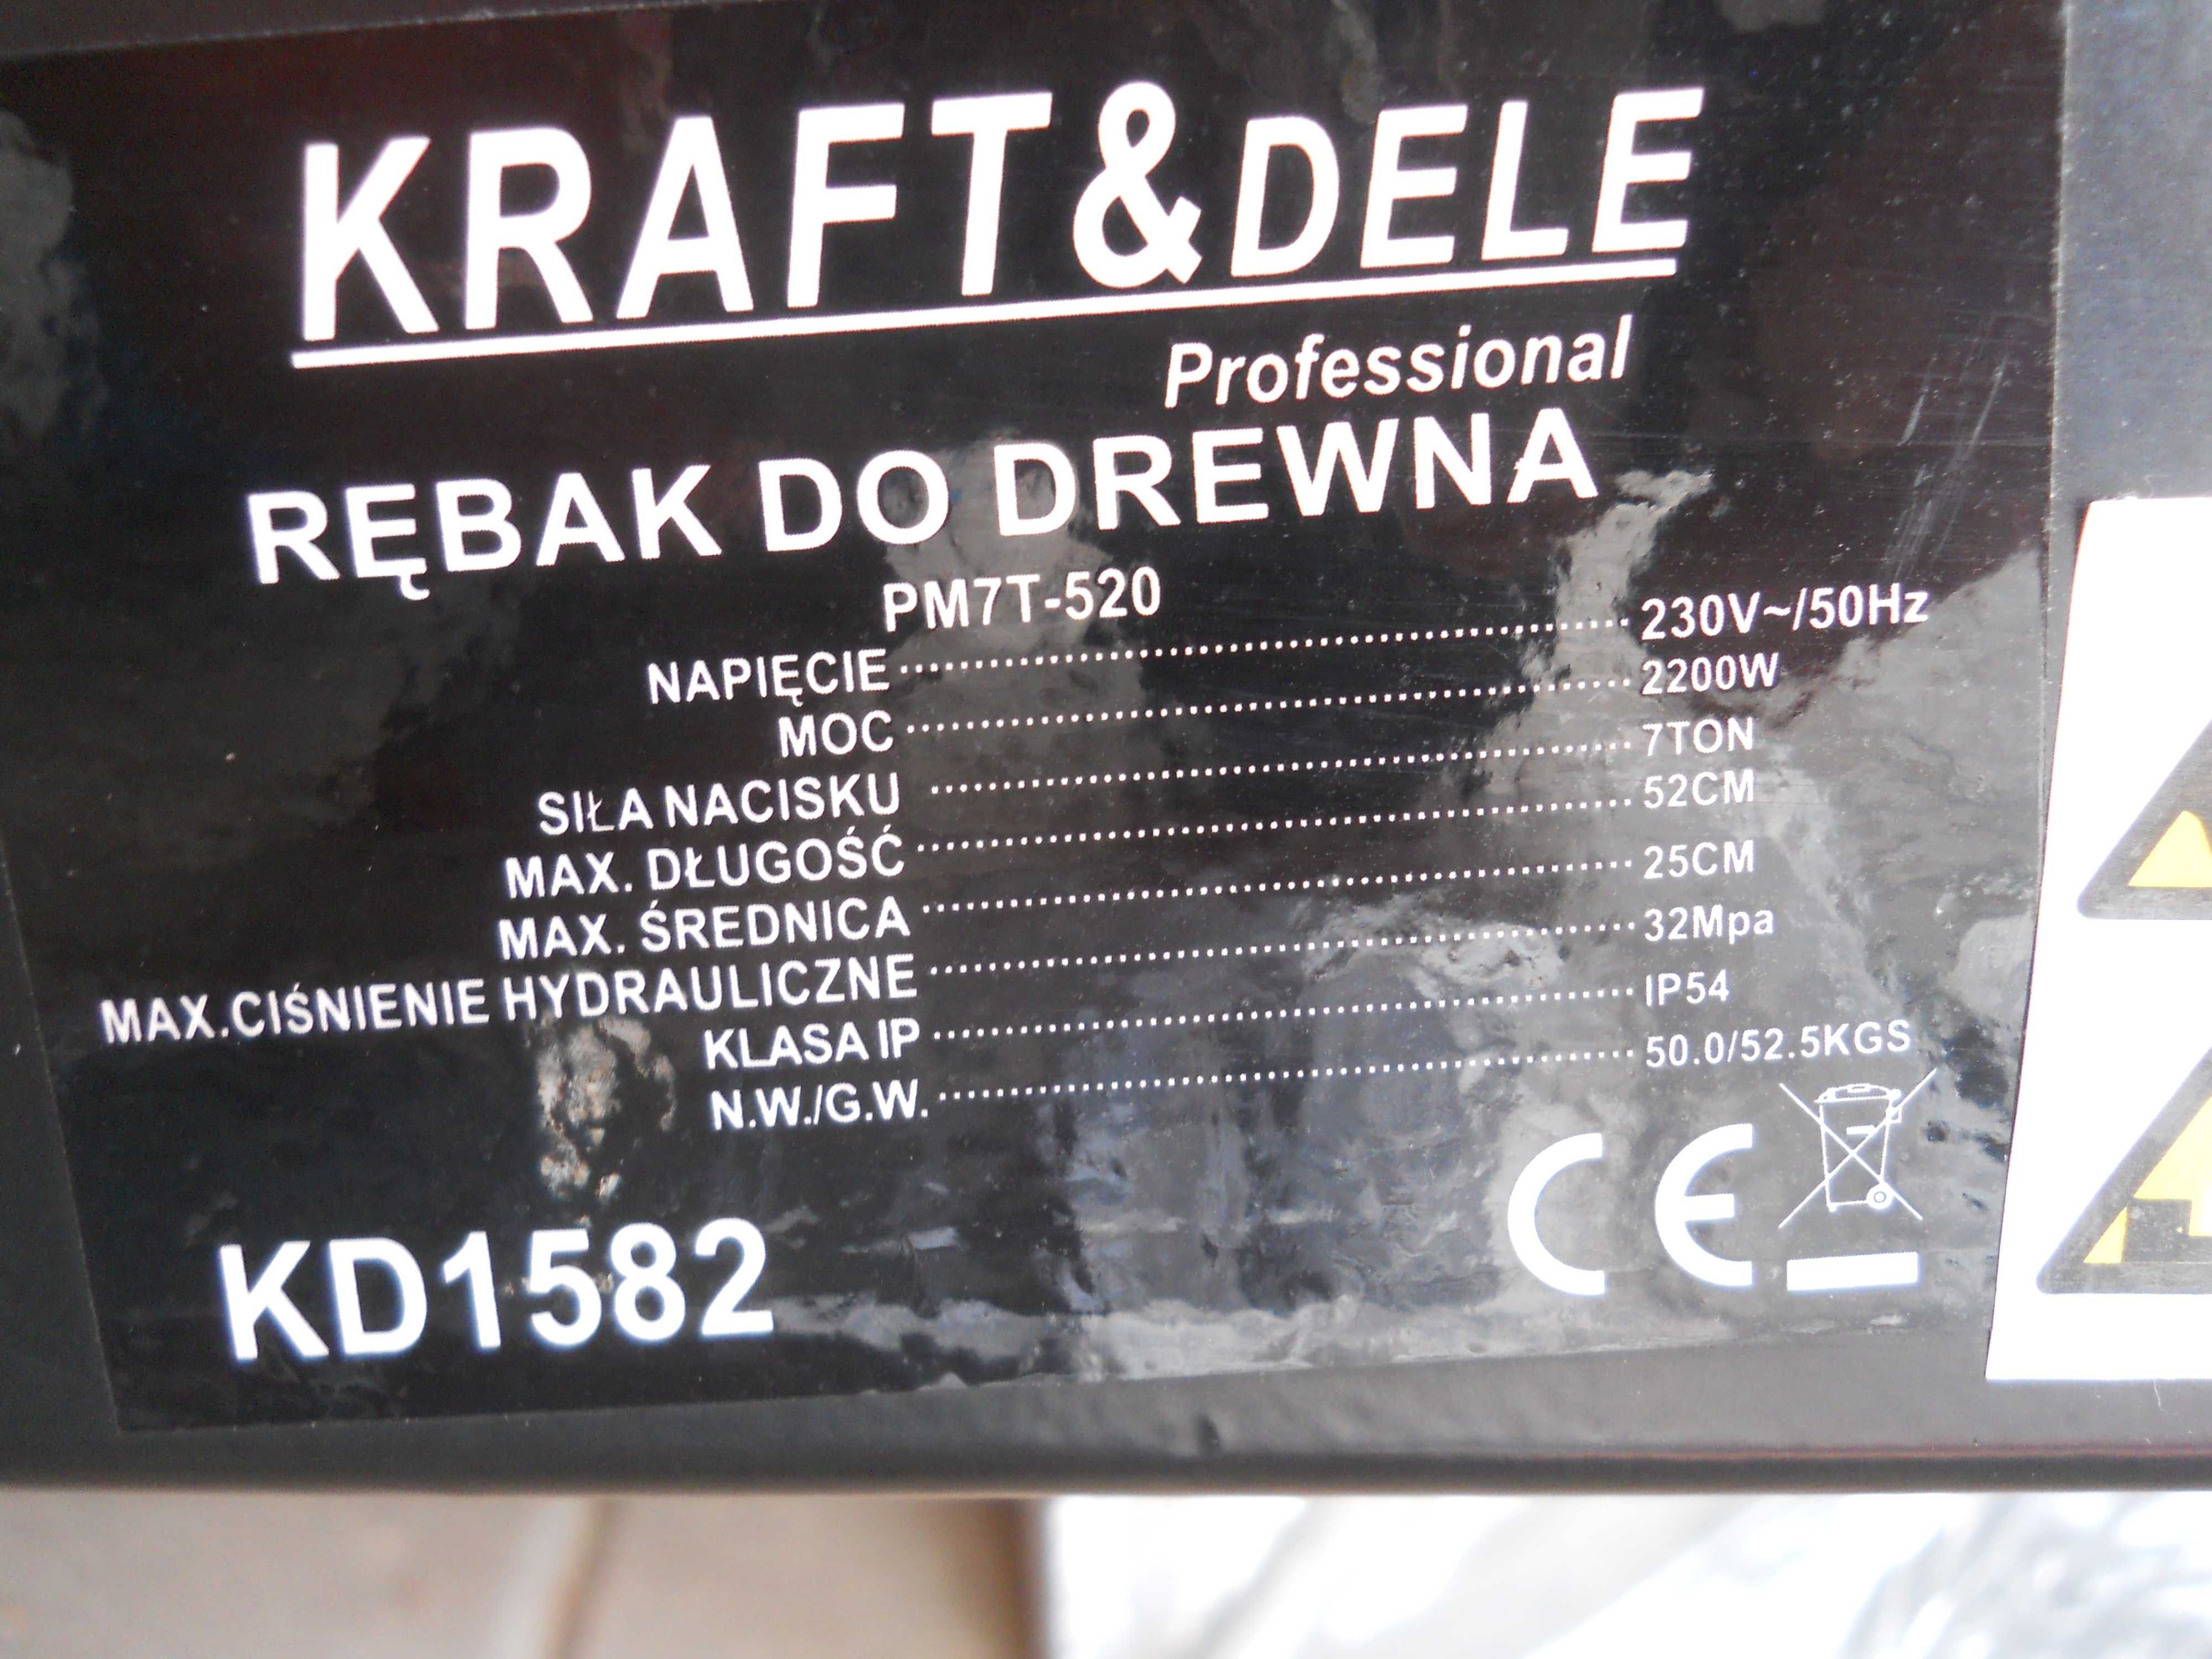 KRAFT&DELE
Professional
RĘBAK DO DREWNA
PM7T-520
NAPIĘCIE 230V~/50Hz
MOC 2200W
SIŁA NACISKU 7TON
MAX. DŁUGOŚĆ 52CM
MAX. ŚREDNICA 25CM
MAX.CIŚNIENIE HYDRAULICZNE 32Mpa
KLASA IP IP54
N.W./G.W. 50.0/52.5KGS
KD1582
CE